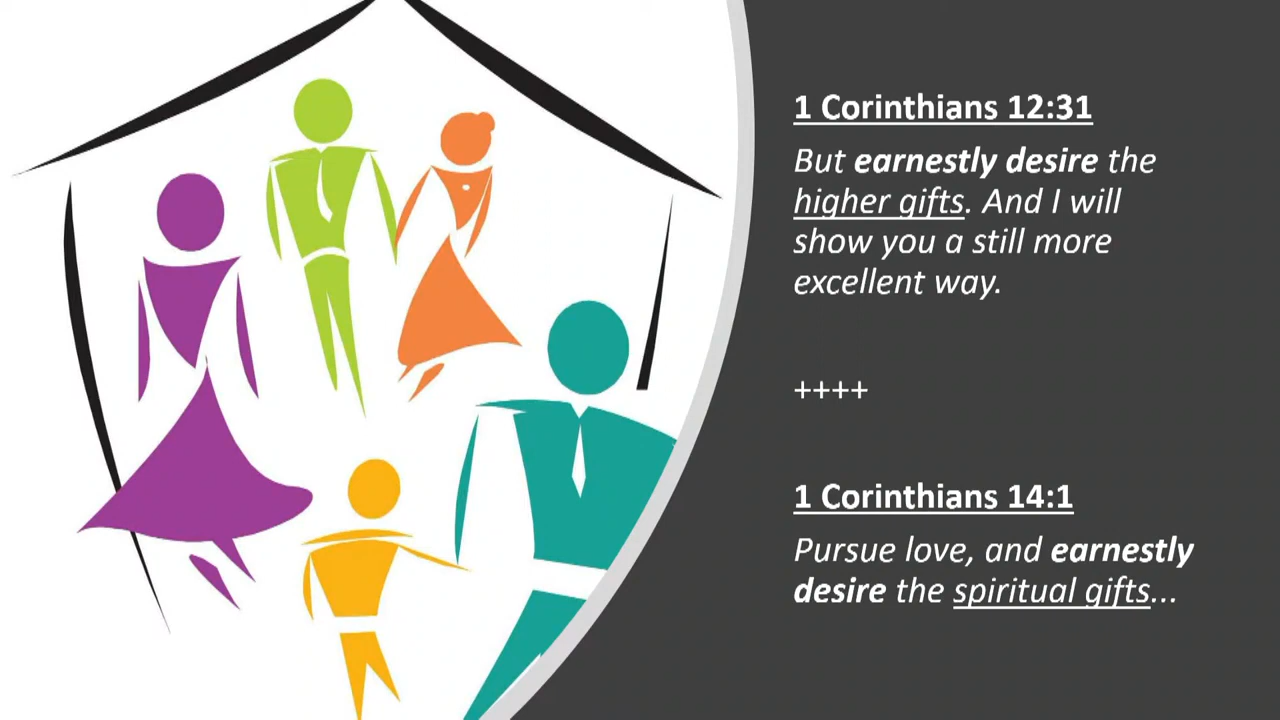 1 Corinthians 12:31
But earnestly desire the
higher gifts. And I will
show you a still more
excellent way.
++++
1 Corinthians 14:1
Pursue love, and earnestly
desire the spiritual gifts...